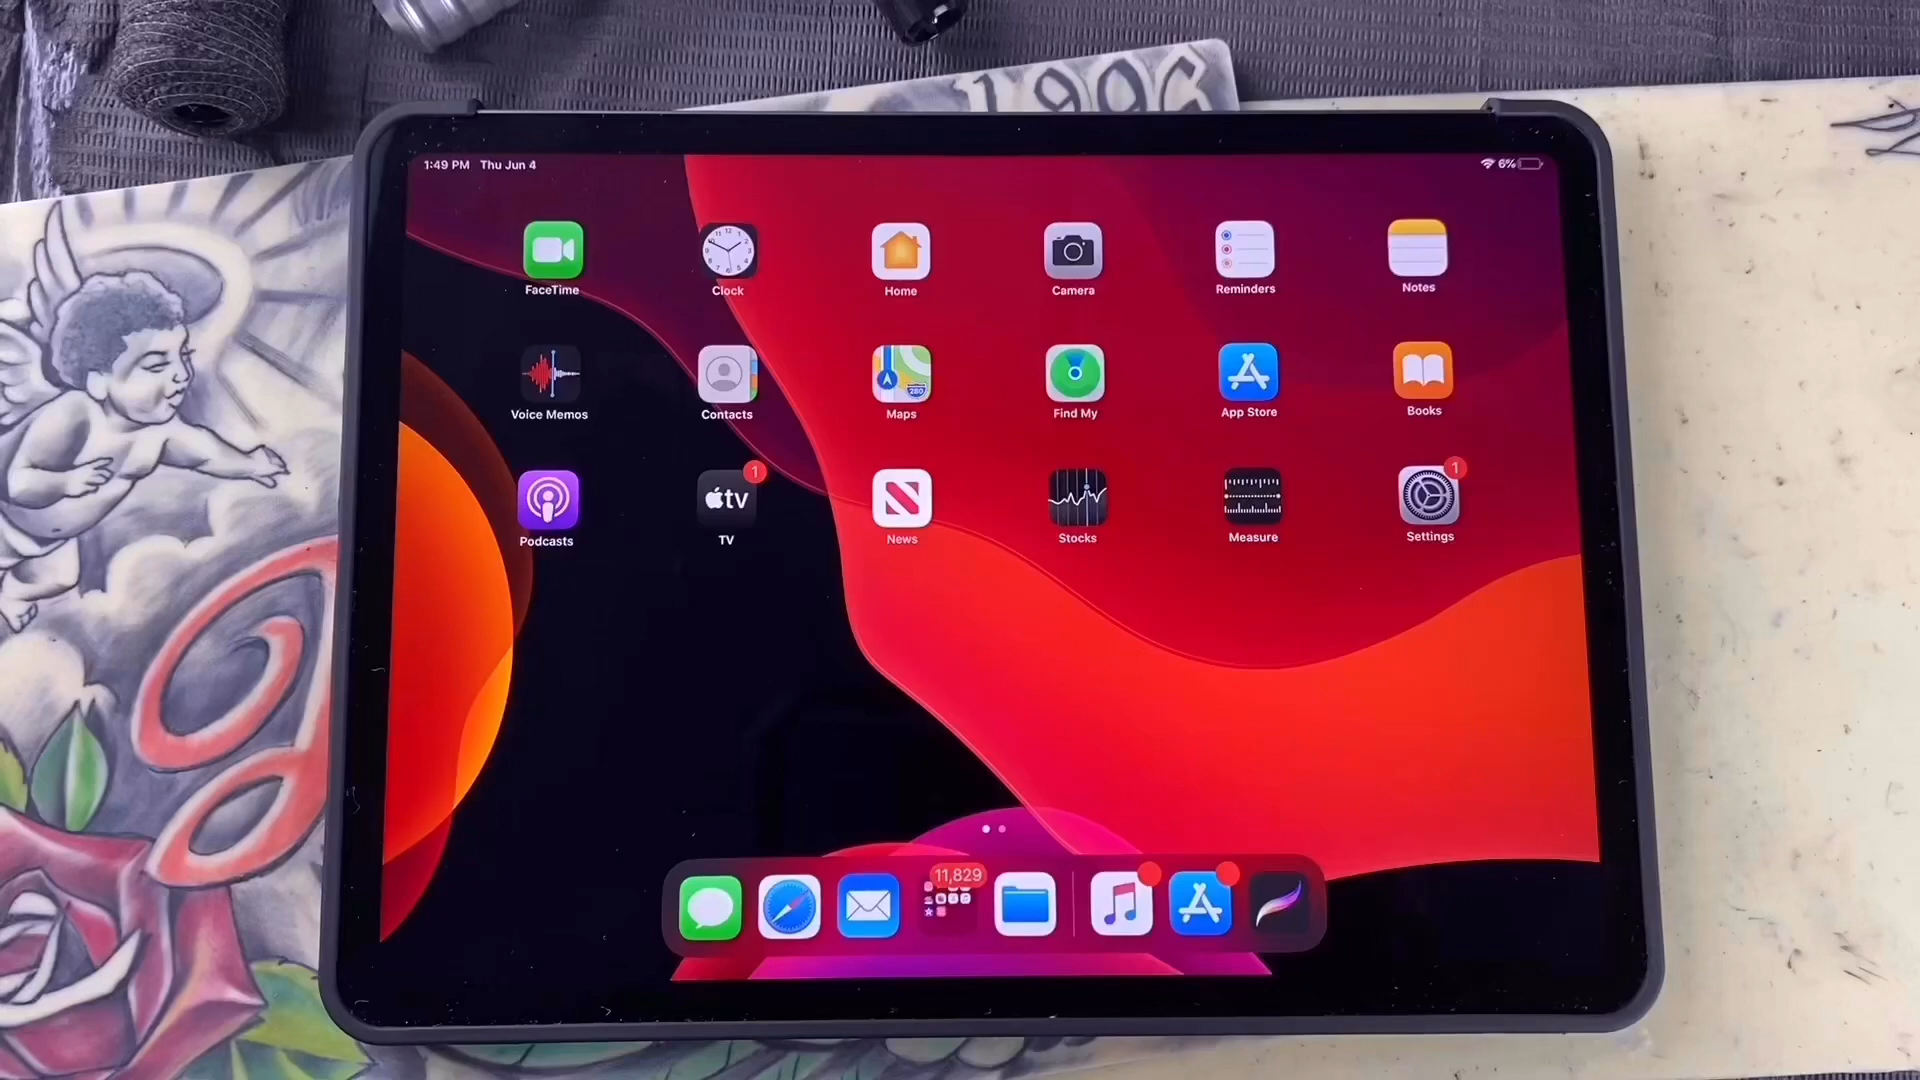 1996
1:49 PM Thu Jun 4
6%
FaceTime
Clock
Home
Camera
Reminders
Notes
Voice Memos
Contacts
Maps
280
Find My
App Store
Books
1
tv
1
Podcasts
TV
News
Stocks
Measure
Settings
11,829